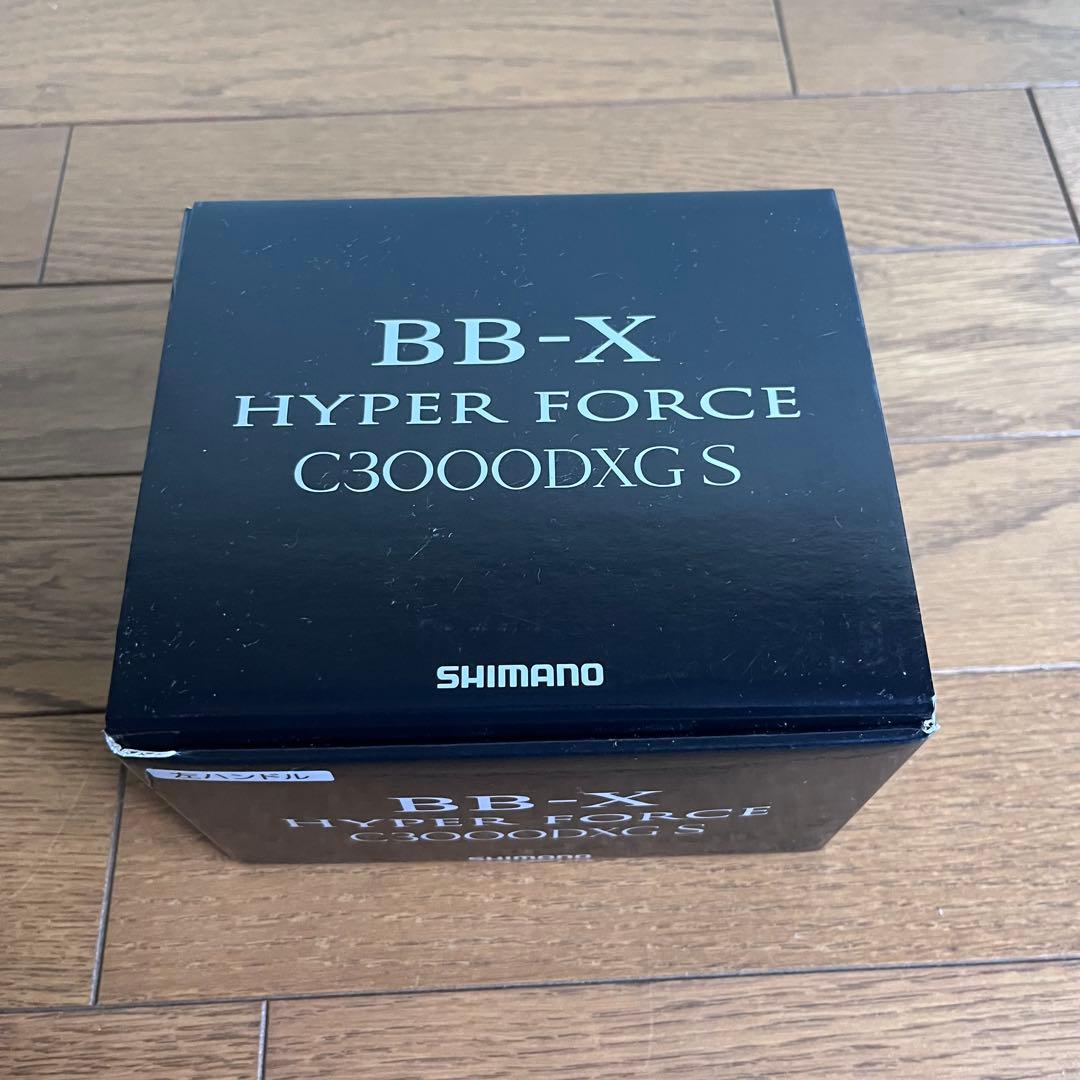 BB-X
HYPER FORCE
C3000DXG S
SHIMANO
左ハンドル
BB-X
HYPER FORCE
C3000DXG S
SHIMANO